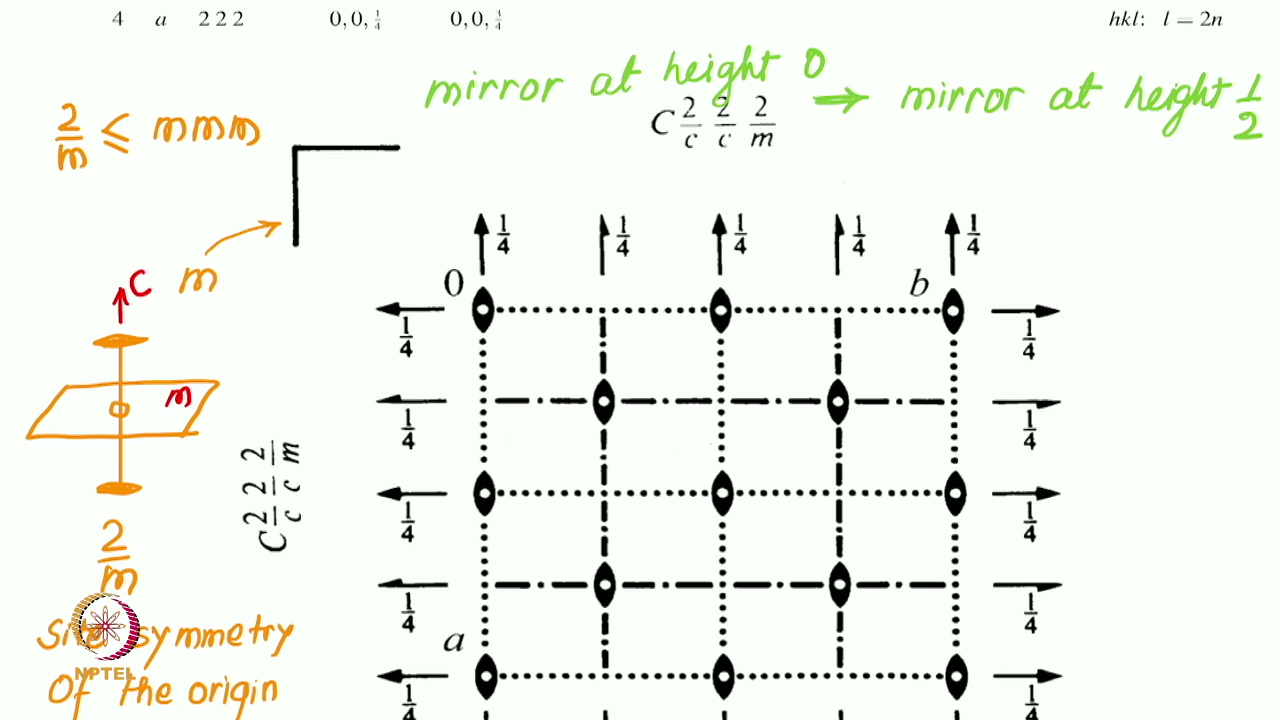 4 a 2 2 2 0, 0, 1/4 0, 0, 3/4 hkl: l = 2n
mirror at height 0 → mirror at height 1/2
C 2/c 2/c 2/m
2/m ≤ mmm
m
C
m
2/m
Site symmetry
Of the origin
NPTEL
C 2/c 2/c 2/m
1/4 1/4 1/4 1/4 1/4
0 b
1/4 1/4
1/4 1/4
1/4 1/4
1/4 1/4
a
1/4 1/4